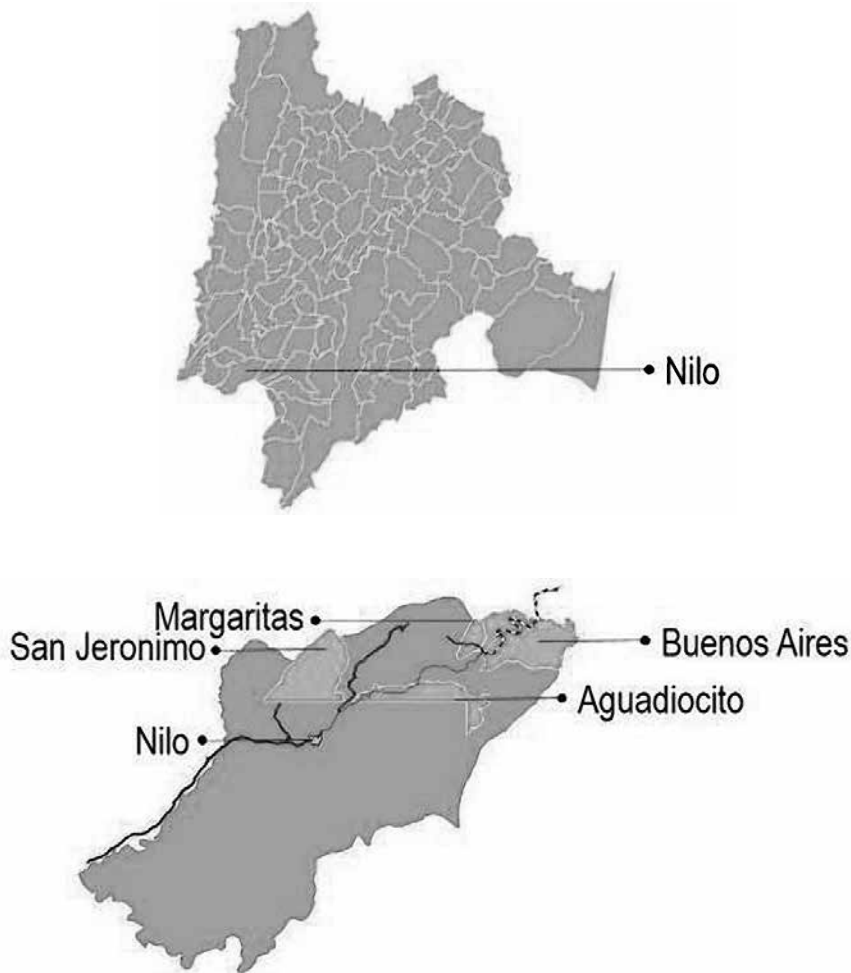 Nilo
Margaritas
San Jeronimo
Buenos Aires
Aguadiocito
Nilo